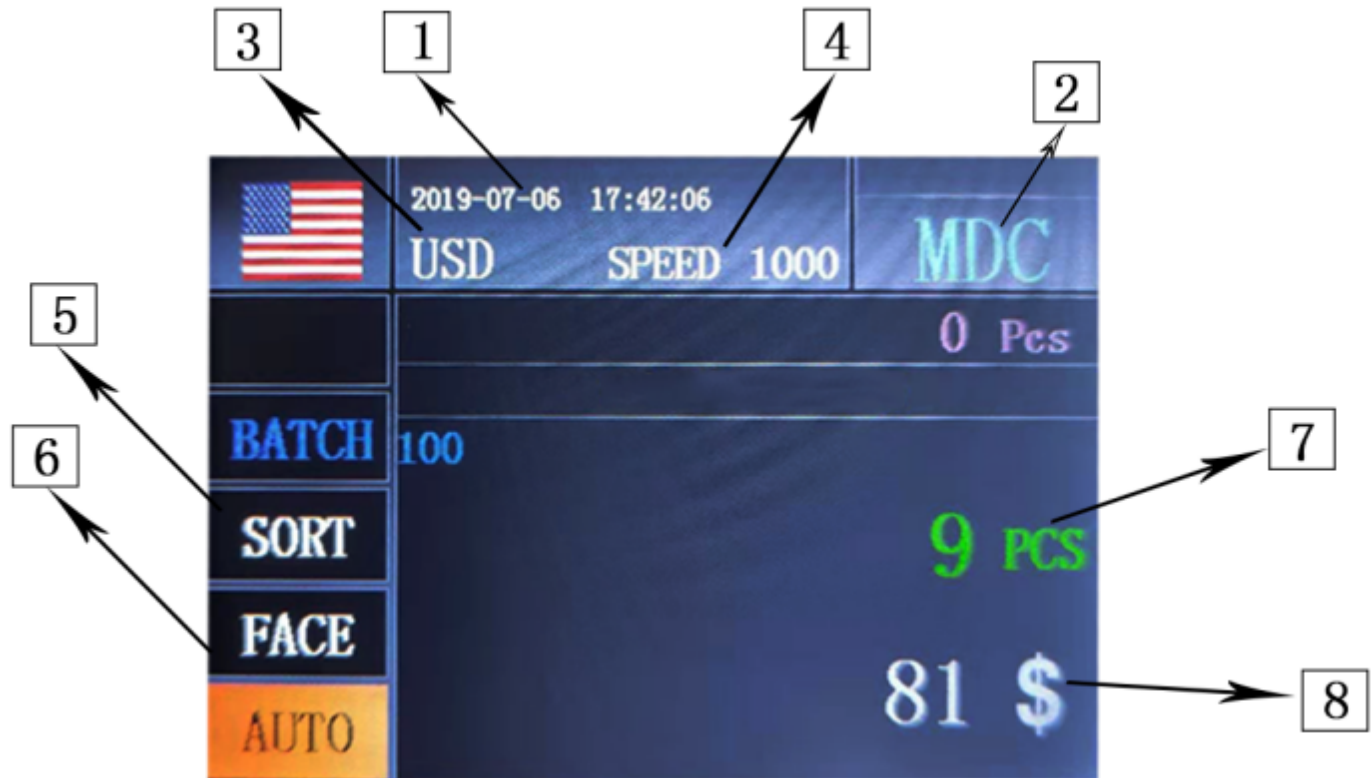 3
1
4
2
2019-07-06 17:42:06
USD SPEED 1000
MDC
0 Pcs
5
BATCH 100
6
7
SORT
9 PCS
FACE
81 $
8
AUTO